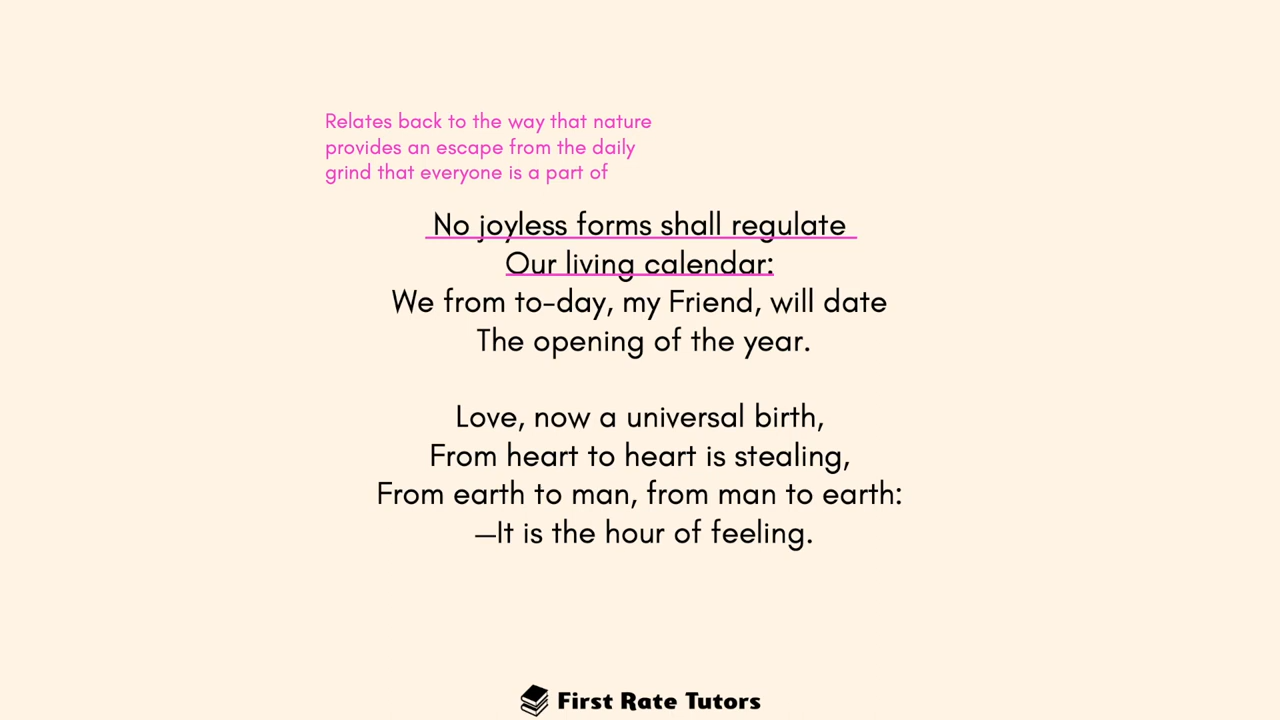 Relates back to the way that nature
provides an escape from the daily
grind that everyone is a part of
No joyless forms shall regulate
Our living calendar:
We from to-day, my Friend, will date
The opening of the year.
Love, now a universal birth,
From heart to heart is stealing,
From earth to man, from man to earth:
—It is the hour of feeling.
First Rate Tutors